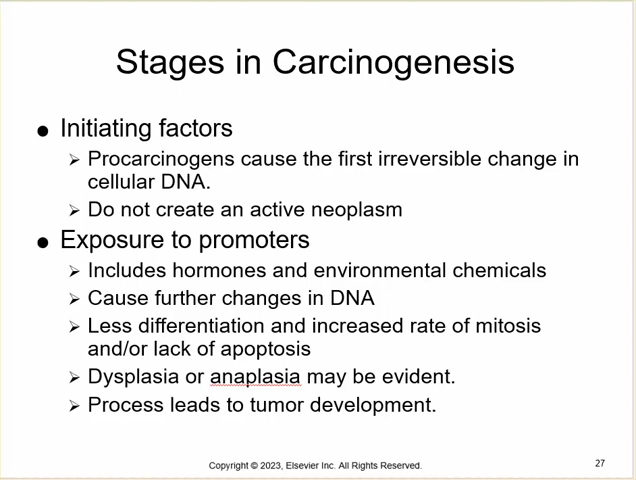 Stages in Carcinogenesis
● Initiating factors
➢ Procarcinogens cause the first irreversible change in
cellular DNA.
➢ Do not create an active neoplasm
● Exposure to promoters
➢ Includes hormones and environmental chemicals
➢ Cause further changes in DNA
➢ Less differentiation and increased rate of mitosis
and/or lack of apoptosis
➢ Dysplasia or anaplasia may be evident.
➢ Process leads to tumor development.
Copyright © 2023, Elsevier Inc. All Rights Reserved.
27